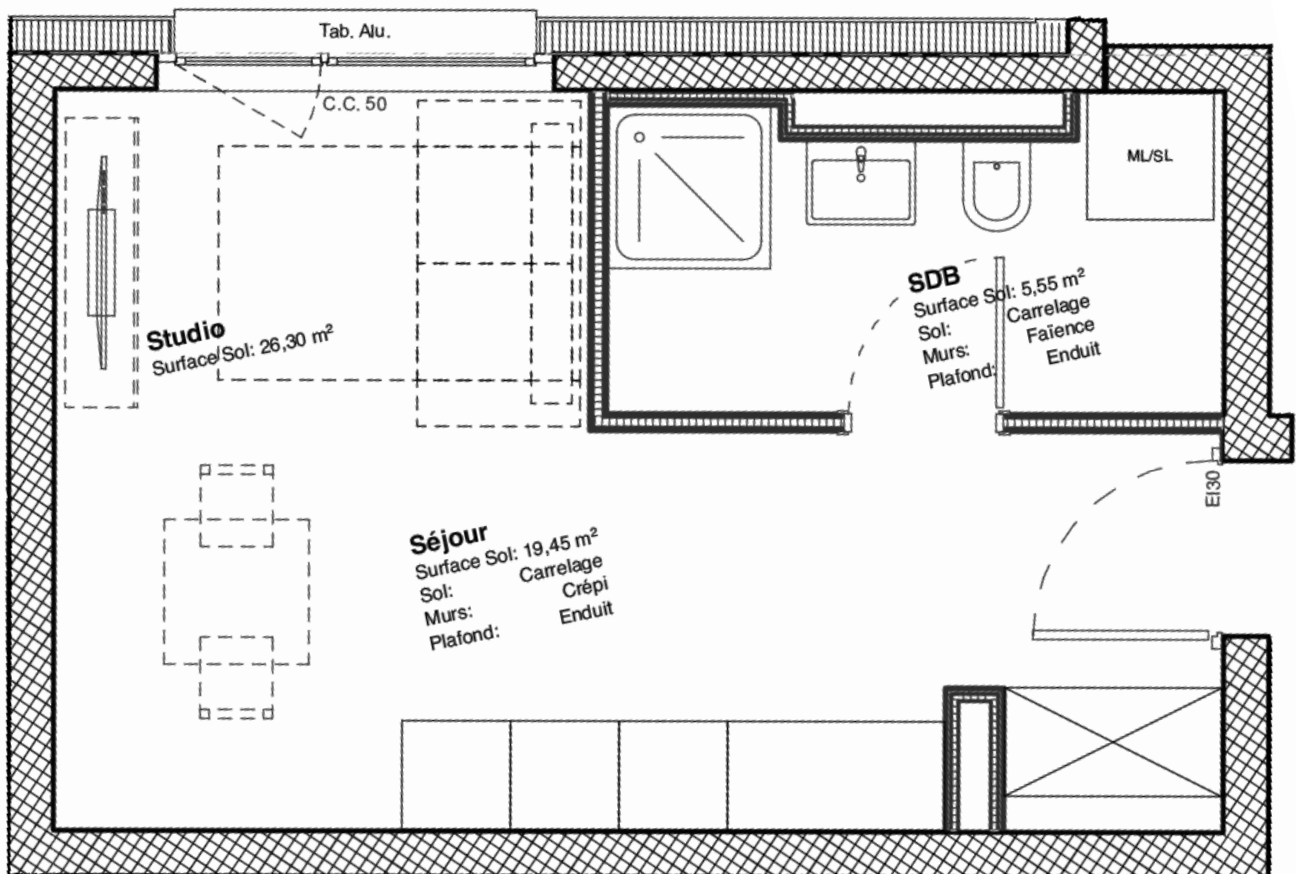 Tab. Alu.
C.C. 50
ML/SL
Studio
Surface Sol: 26,30 m²
SDB
Surface Sol: 5,55 m²
Sol: Carrelage
Murs: Faïence
Plafond: Enduit
EI30
Séjour
Surface Sol: 19,45 m²
Sol: Carrelage
Murs: Crépi
Plafond: Enduit